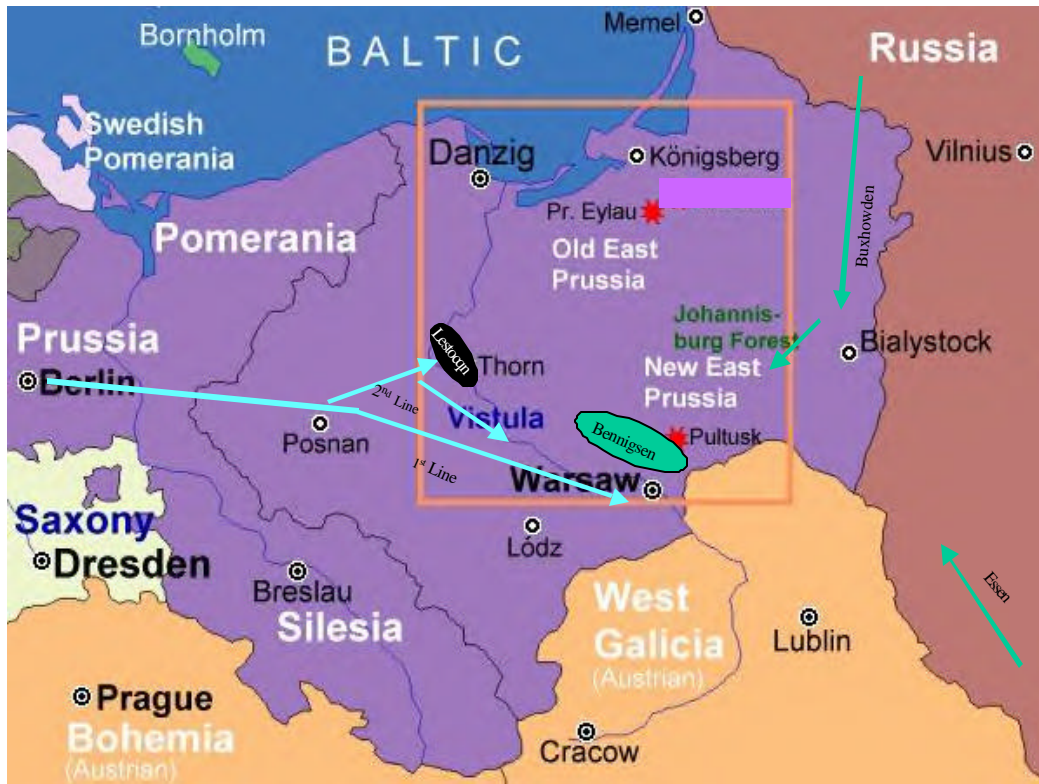 Memel
Bornholm
BALTIC
Russia
Swedish
Pomerania
Danzig
Königsberg
Vilnius
Pr. Eylau
Buxhowden
Pomerania
Old East
Prussia
Johannis-
burg Forest
Prussia
Berlin
Lestocqn
Thorn
Bialystock
New East
Prussia
2nd Line
Vistula
Bennigsen
Pultusk
Posnan
1st Line
Warsaw
Saxony
Dresden
Lódz
Breslau
Silesia
West
Galicia
(Austrian)
Essen
Lublin
Prague
Bohemia
(Austrian)
Cracow